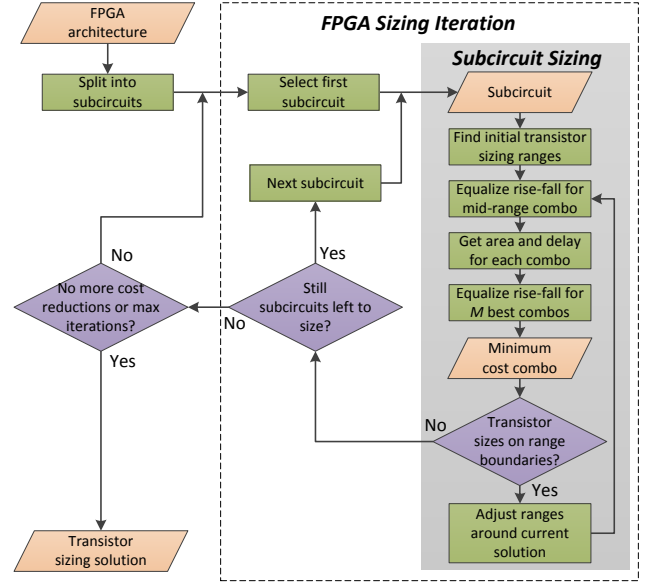 FPGA
architecture
FPGA Sizing Iteration
Subcircuit Sizing
Split into
subcircuits
Select first
subcircuit
Subcircuit
Find initial transistor
sizing ranges
Next subcircuit
Equalize rise-fall for
mid-range combo
Get area and delay
for each combo
No
Yes
No more cost
reductions or max
iterations?
Still
subcircuits left to
size?
No
Equalize rise-fall for
M best combos
Yes
Minimum
cost combo
No
Transistor
sizes on range
boundaries?
Yes
Adjust ranges
around current
solution
Transistor
sizing solution